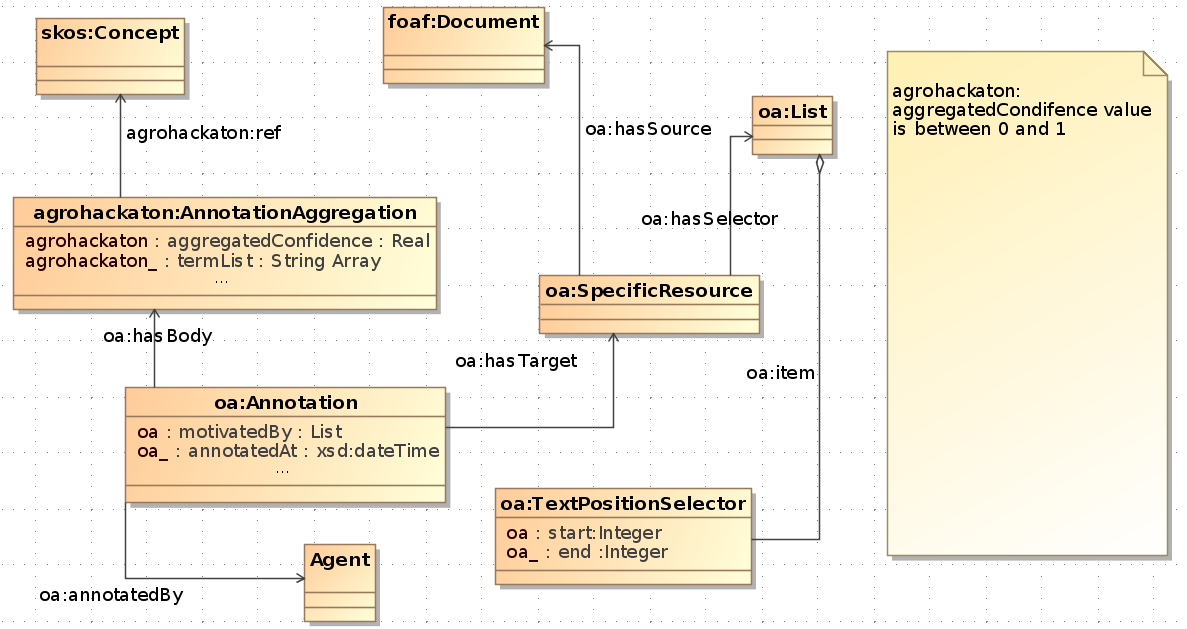 skos:Concept
foaf:Document
agrohackaton:
aggregatedCondifence value
is between 0 and 1
oa:List
agrohackaton:ref
oa:hasSource
agrohackaton:AnnotationAggregation
agrohackaton : aggregatedConfidence : Real
agrohackaton_ : termList : String Array
...
oa:hasSelector
oa:SpecificResource
oa:hasBody
oa:hasTarget
oa:item
oa:Annotation
oa : motivatedBy : List
oa_ : annotatedAt : xsd:dateTime
...
oa:TextPositionSelector
oa : start:Integer
oa_ : end :Integer
Agent
oa:annotatedBy